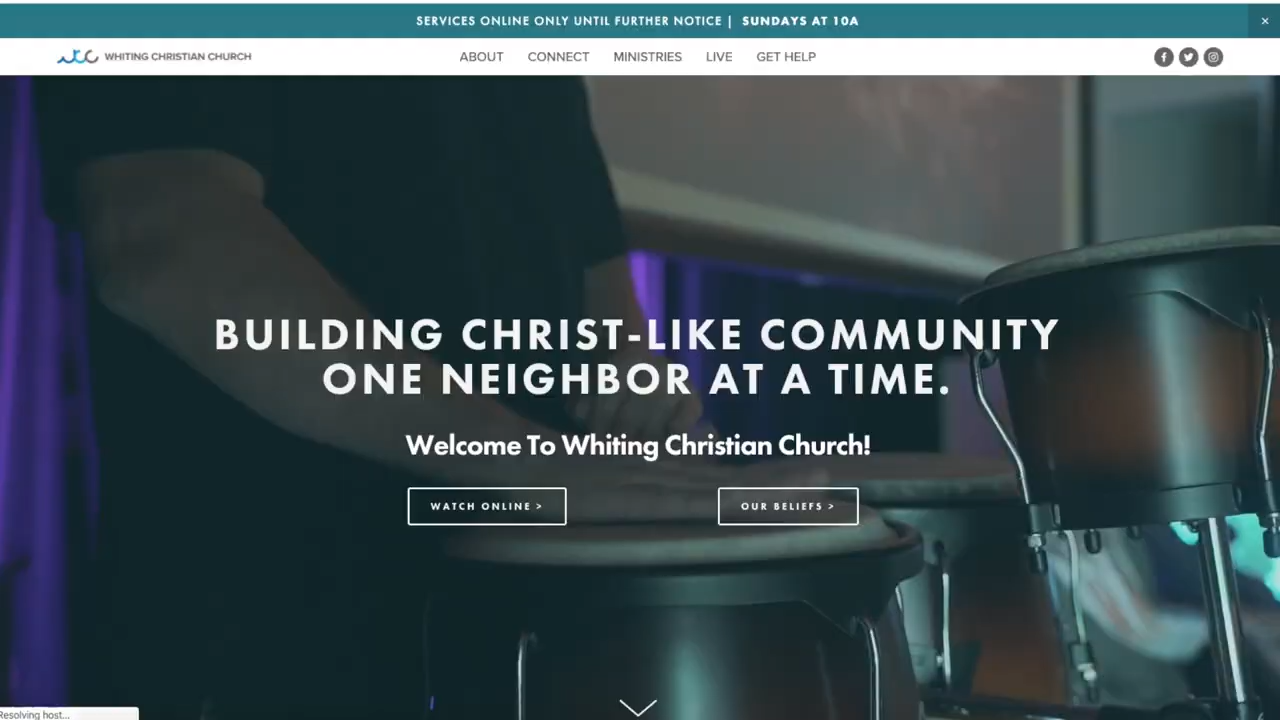 SERVICES ONLINE ONLY UNTIL FURTHER NOTICE | SUNDAYS AT 10A ×
wcc WHITING CHRISTIAN CHURCH ABOUT CONNECT MINISTRIES LIVE GET HELP
BUILDING CHRIST-LIKE COMMUNITY
ONE NEIGHBOR AT A TIME.
Welcome To Whiting Christian Church!
WATCH ONLINE > OUR BELIEFS >
Resolving host...